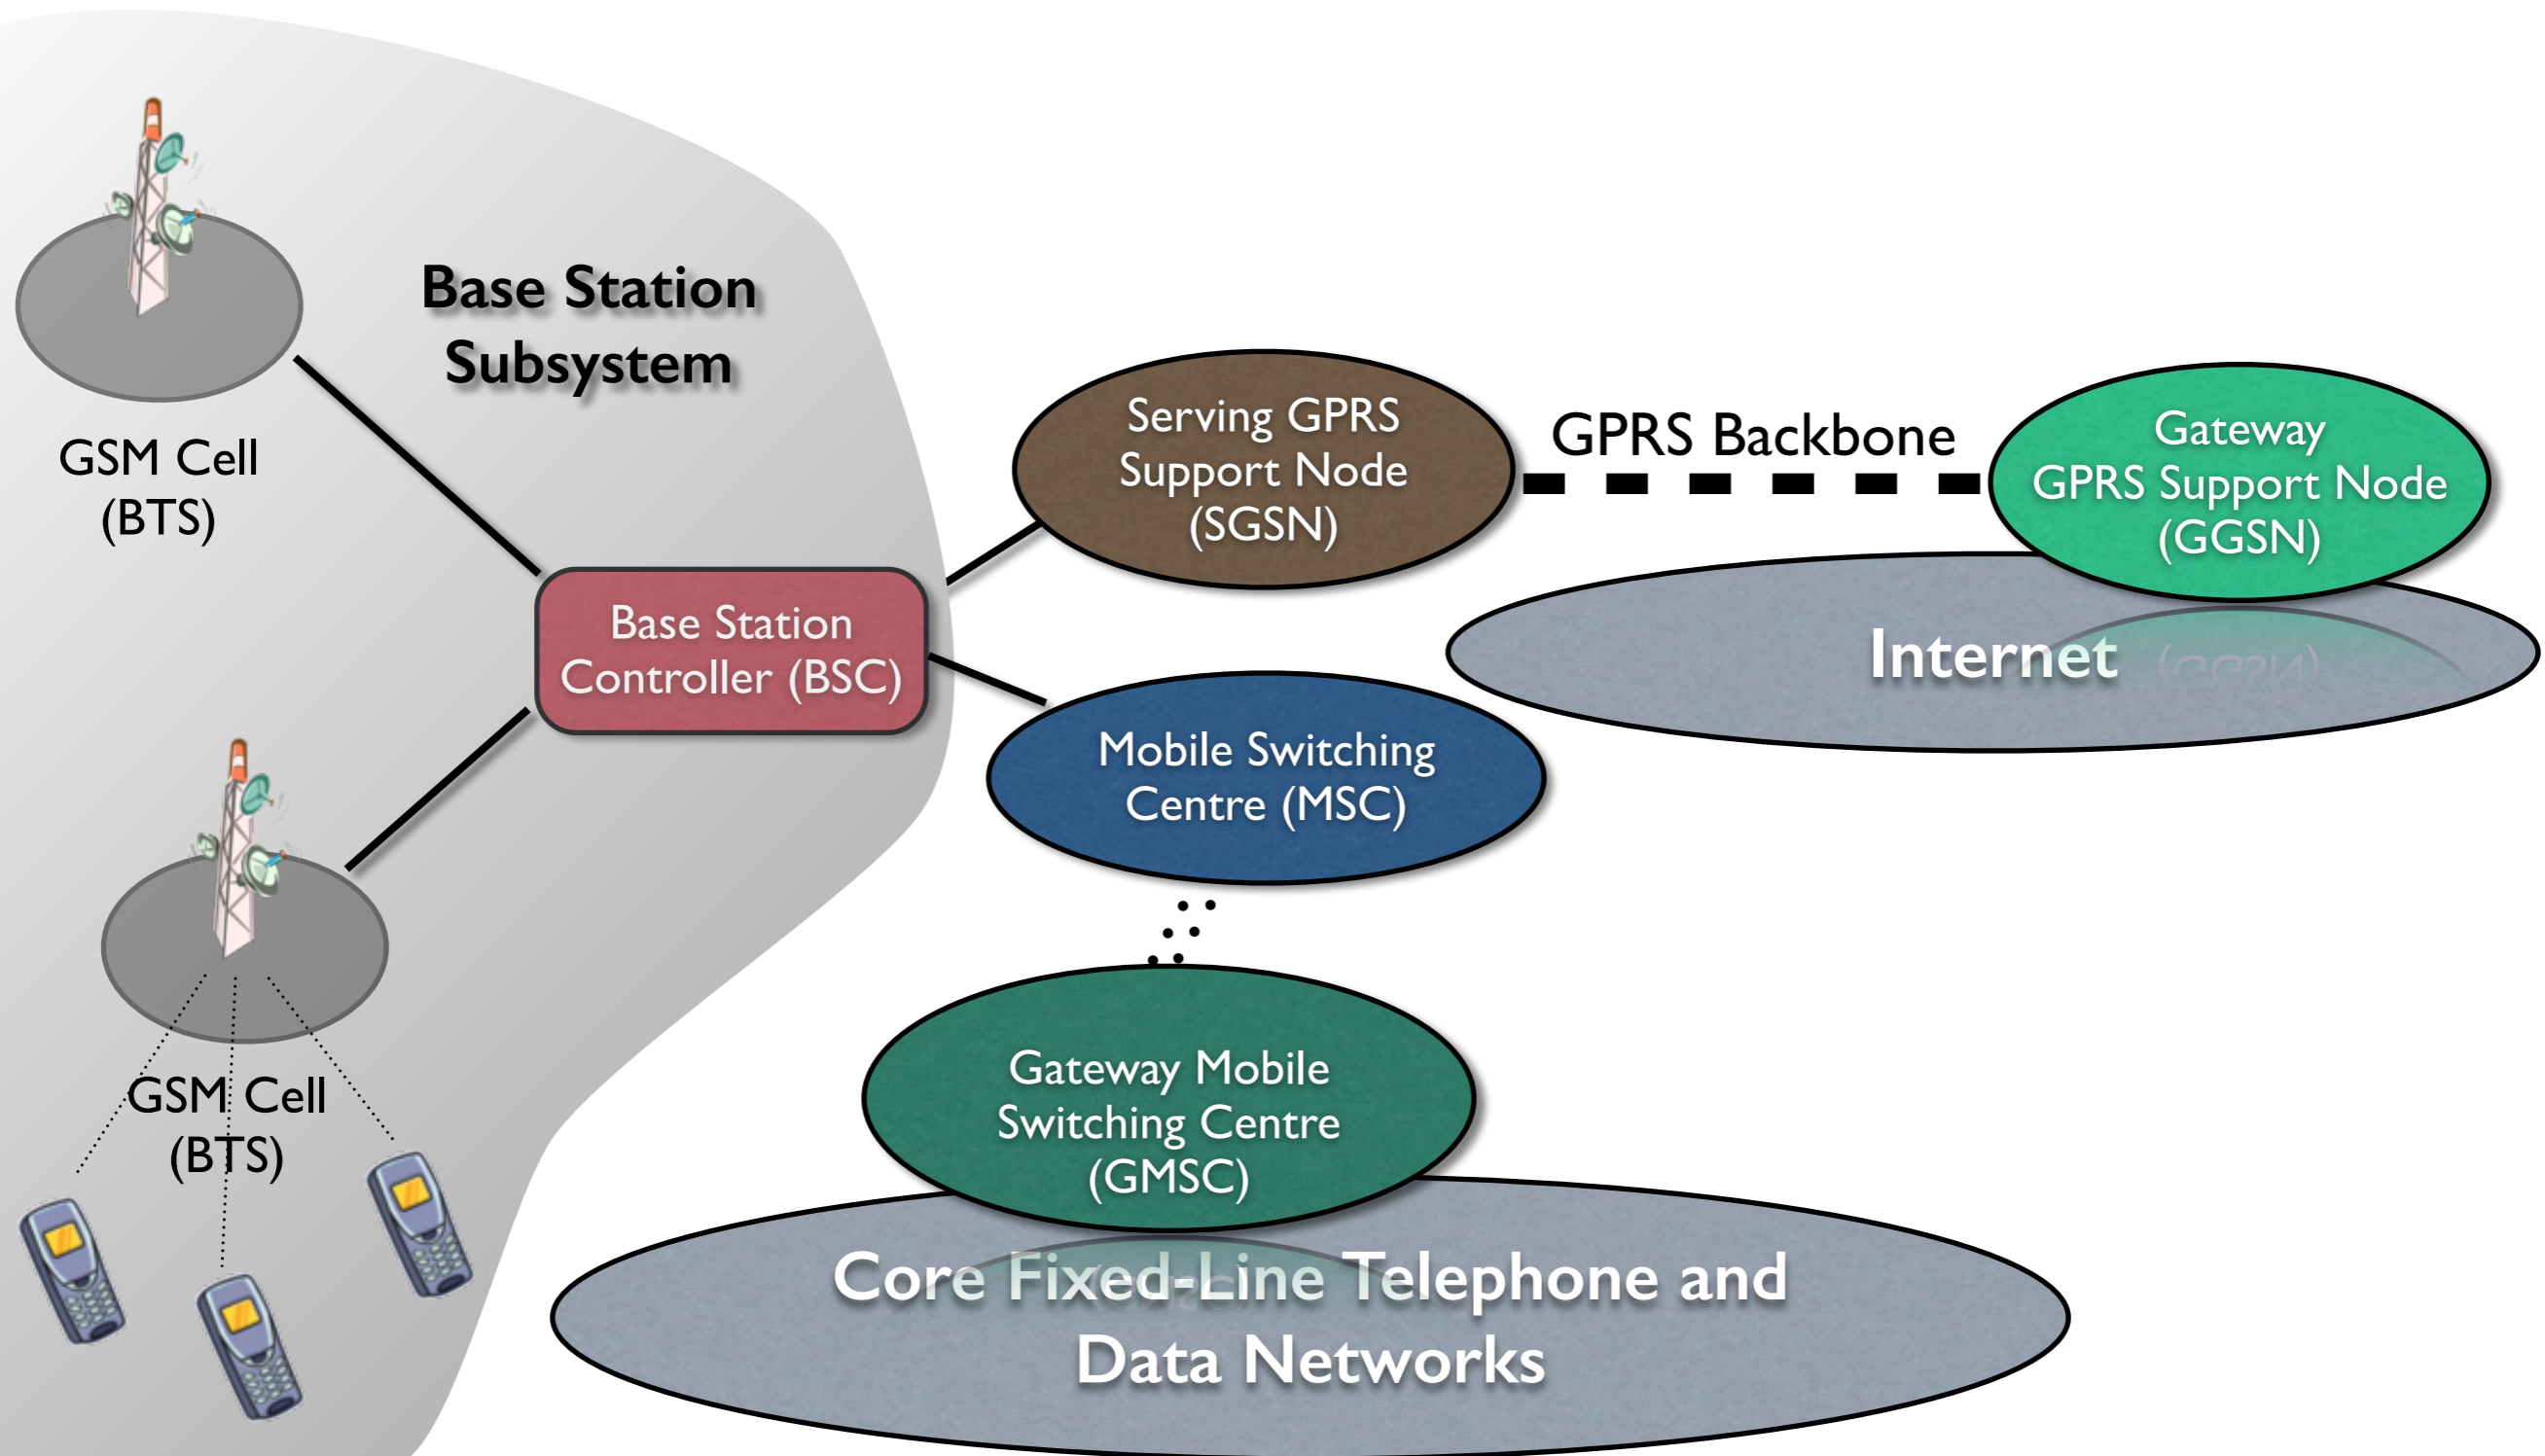 Base Station
Subsystem
GSM Cell
(BTS)
Serving GPRS
Support Node
(SGSN)
GPRS Backbone
Gateway
GPRS Support Node
(GGSN)
Base Station
Controller (BSC)
Internet
(GGSN)
Mobile Switching
Centre (MSC)
GSM Cell
(BTS)
Gateway Mobile
Switching Centre
(GMSC)
Core Fixed-Line Telephone and
Data Networks